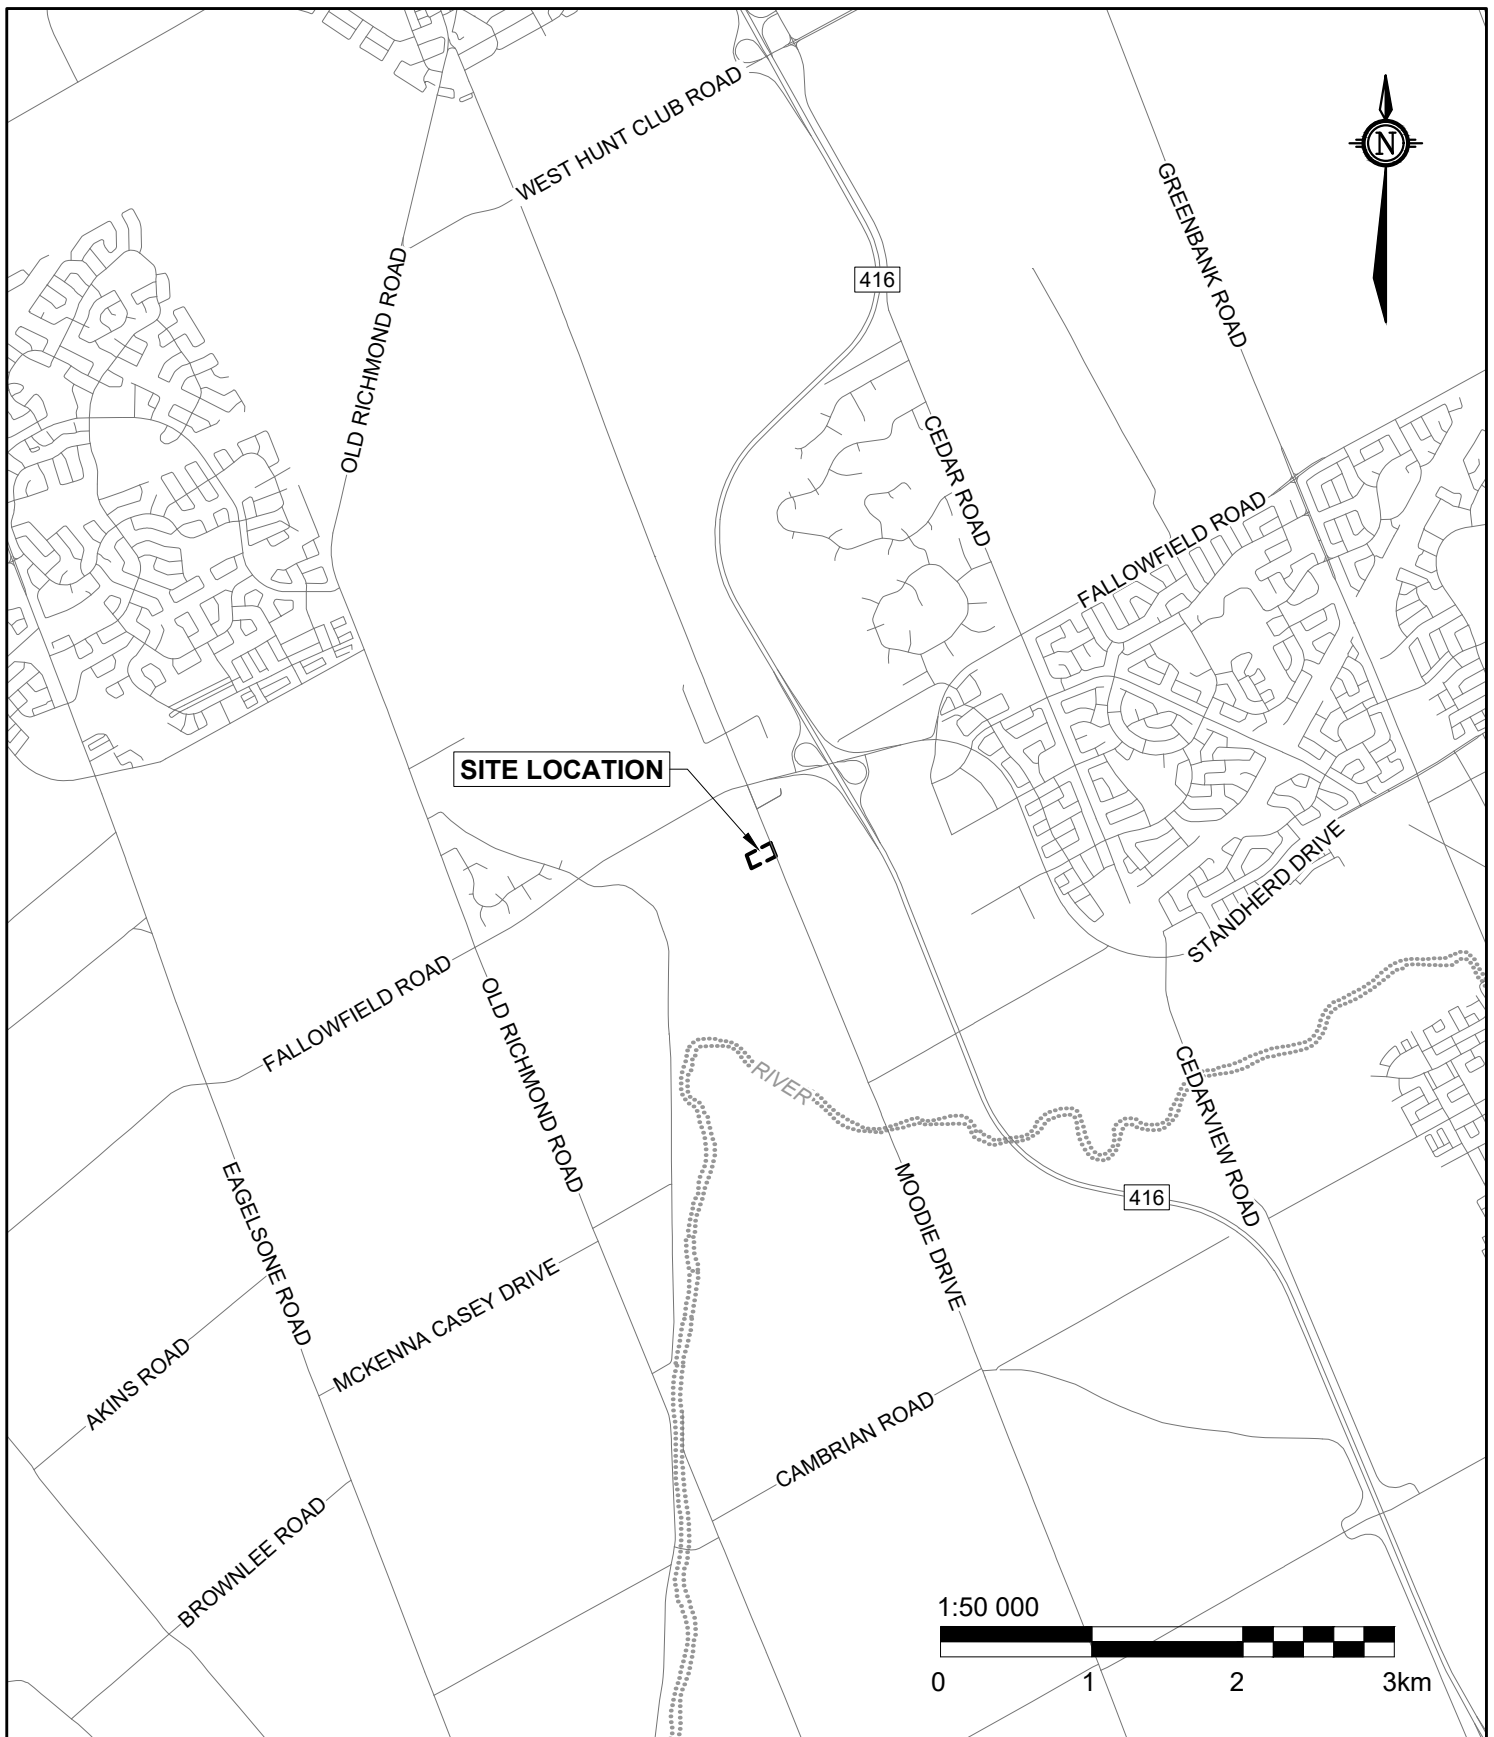 WEST HUNT CLUB ROAD
N
GREENBANK ROAD
416
OLD RICHMOND ROAD
CEDAR ROAD
FALLOWFIELD ROAD
SITE LOCATION
STANDHERD DRIVE
FALLOWFIELD ROAD
OLD RICHMOND ROAD
RIVER
CEDARVIEW ROAD
EAGELSONE ROAD
MOODIE DRIVE
416
MCKENNA CASEY DRIVE
AKINS ROAD
CAMBRIAN ROAD
BROWNLEE ROAD
1:50 000
0 1 2 3km